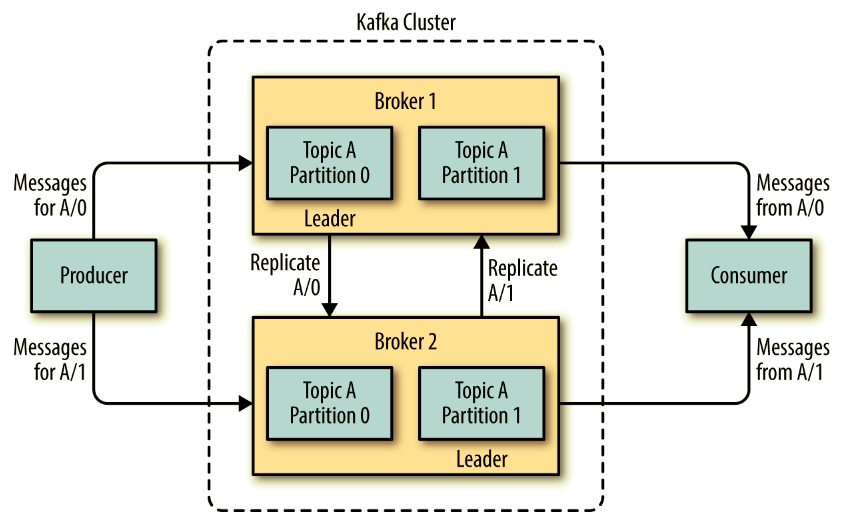 Kafka Cluster
Broker 1
Topic A
Partition 0
Topic A
Partition 1
Leader
Messages
for A/0
Messages
from A/0
Producer
Replicate
A/0
Replicate
A/1
Consumer
Messages
for A/1
Broker 2
Messages
from A/1
Topic A
Partition 0
Topic A
Partition 1
Leader